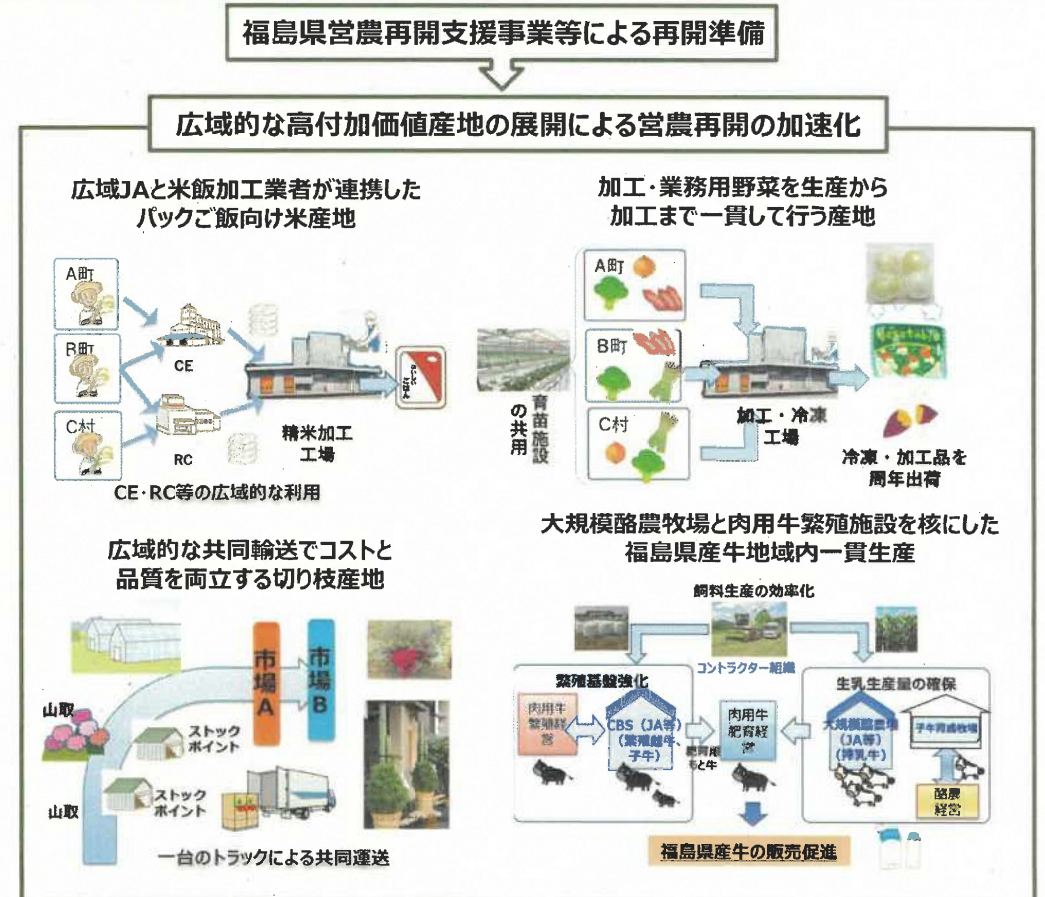 福島県営農再開支援事業等による再開準備
広域的な高付加価値産地の展開による営農再開の加速化
広域JAと米飯加工業者が連携した
パックご飯向け米産地
A町
B町
C村
CE
RC
精米加工
工場
CE・RC等の広域的な利用
加工・業務用野菜を生産から
加工まで一貫して行う産地
育苗施設
の共用
A町
B町
C村
加工・冷凍
工場
冷凍・加工品を
周年出荷
広域的な共同輸送でコストと
品質を両立する切り枝産地
市場A
市場B
山取
ストック
ポイント
山取
ストック
ポイント
一台のトラックによる共同運送
大規模酪農牧場と肉用牛繁殖施設を核にした
福島県産牛地域内一貫生産
飼料生産の効率化
コントラクター組織
繁殖基盤強化
肉用牛
繁殖経
営
CBS（JA等）
（繁殖雌牛、
子牛）
もと牛
肉用牛
肥育経
営
生乳生産量の確保
大規模酪農場
（JA等）
（搾乳牛）
子牛育成牧場
酪農
経営
福島県産牛の販売促進